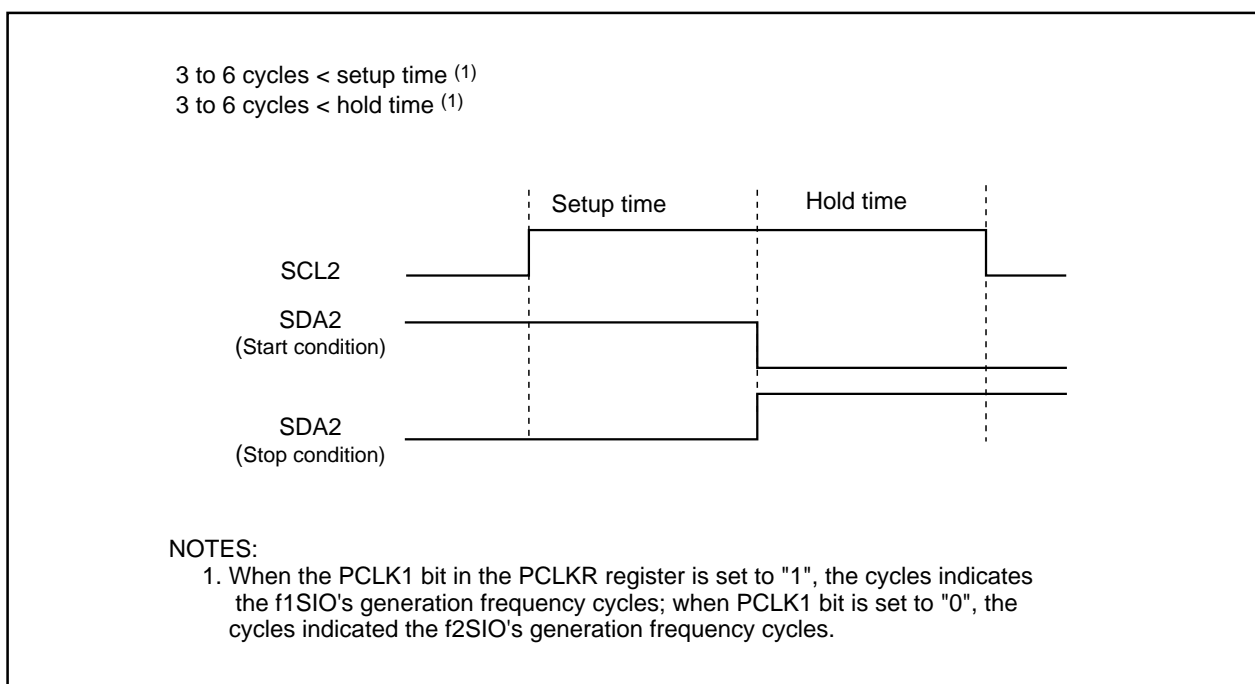 3 to 6 cycles < setup time (1)
3 to 6 cycles < hold time (1)
Setup time
Hold time
SCL2
SDA2
(Start condition)
SDA2
(Stop condition)
NOTES:
1. When the PCLK1 bit in the PCLKR register is set to "1", the cycles indicates
the f1SIO's generation frequency cycles; when PCLK1 bit is set to "0", the
cycles indicated the f2SIO's generation frequency cycles.